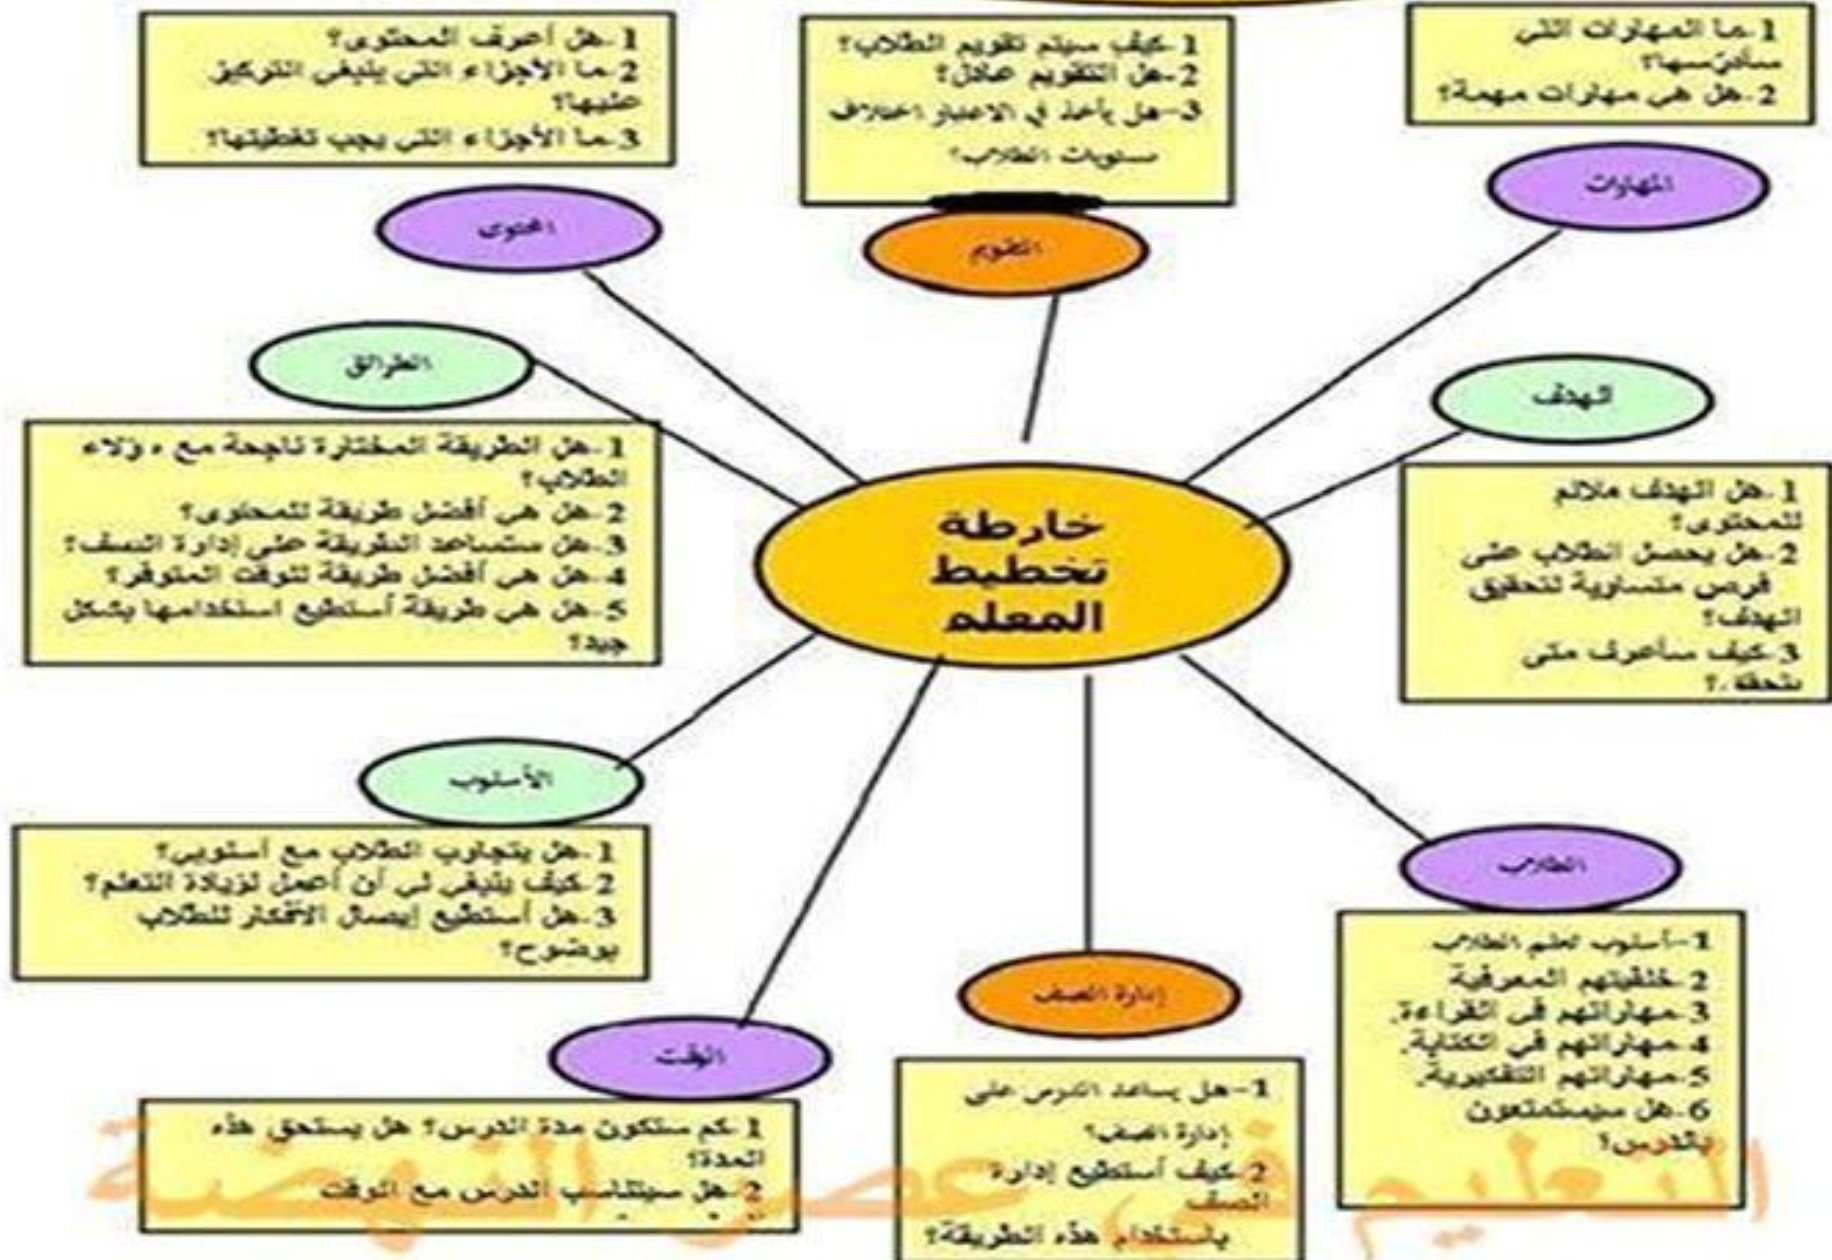 1-ما المهارات التي
سأدرّسها؟
2-هل هي مهارات مهمة؟
المهارات
1-كيف سيتم تقويم الطلاب؟
2-هل التقويم عادل؟
3-هل يأخذ في الاعتبار اختلاف
مستويات الطلاب؟
التقويم
1-هل أعرف المحتوى؟
2-ما الأجزاء التي ينبغي التركيز
عليها؟
3-ما الأجزاء التي يجب تغطيتها؟
المحتوى
الهدف
1-هل الهدف ملائم
للمحتوى؟
2-هل يحصل الطلاب على
فرص متساوية لتحقيق
الهدف؟
3-كيف سأعرف متى
الطرائق
1-هل الطريقة المختارة ناجحة مع هؤلاء
الطلاب؟
2-هل هي أفضل طريقة للمحتوى؟
3-هل ستساعد الطريقة على إدارة الصف؟
4-هل هي أفضل طريقة للوقت المتوفر؟
5-هل هي طريقة أستطيع استخدامها بشكل
جيد؟
خارطة
تخطيط
المعلم
الأسلوب
1-هل يتجاوب الطلاب مع أسلوبي؟
2-كيف ينبغي لي أن أعمل لزيادة التعلم؟
3-هل أستطيع إيصال الأفكار للطلاب
بوضوح؟
الطلاب
1-أسلوب تعلم الطلاب.
2-خلفيتهم المعرفية
3-مهاراتهم في القراءة.
4-مهاراتهم في الكتابة.
5-مهاراتهم التفكيرية.
6-هل سيستمتعون
بالدرس؟
إدارة الصف
1-هل يساعد الدرس على
إدارة الصف؟
2-كيف أستطيع إدارة
الصف
باستخدام هذه الطريقة؟
الوقت
1-كم ستكون مدة الدرس؟ هل يستحق هذه
المدة؟
2-هل سيتناسب الدرس مع الوقت
التعليم في عصر النهضة